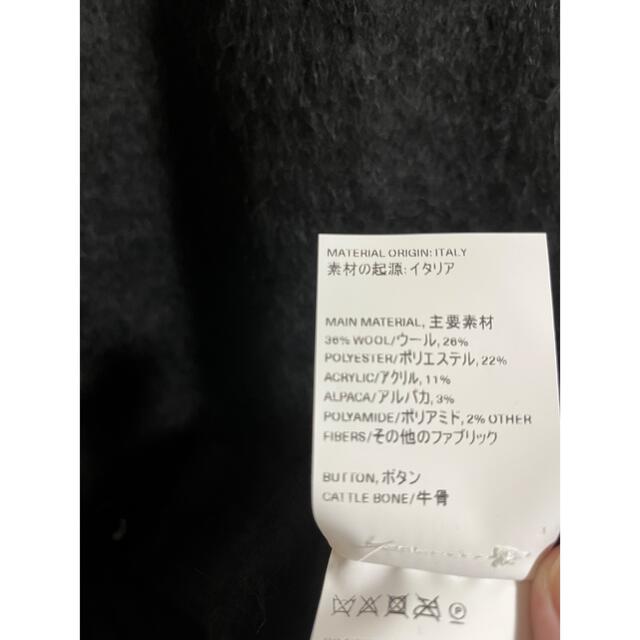 MATERIAL ORIGIN: ITALY
素材の起源:イタリア
MAIN MATERIAL, 主要素材
36% WOOL/ウール, 26%
POLYESTER/ポリエステル, 22%
ACRYLIC/アクリル, 11%
ALPACA/アルパカ, 3%
POLYAMIDE/ポリアミド, 2% OTHER
FIBERS/その他のファブリック
BUTTON, ボタン
CATTLE BONE/牛骨